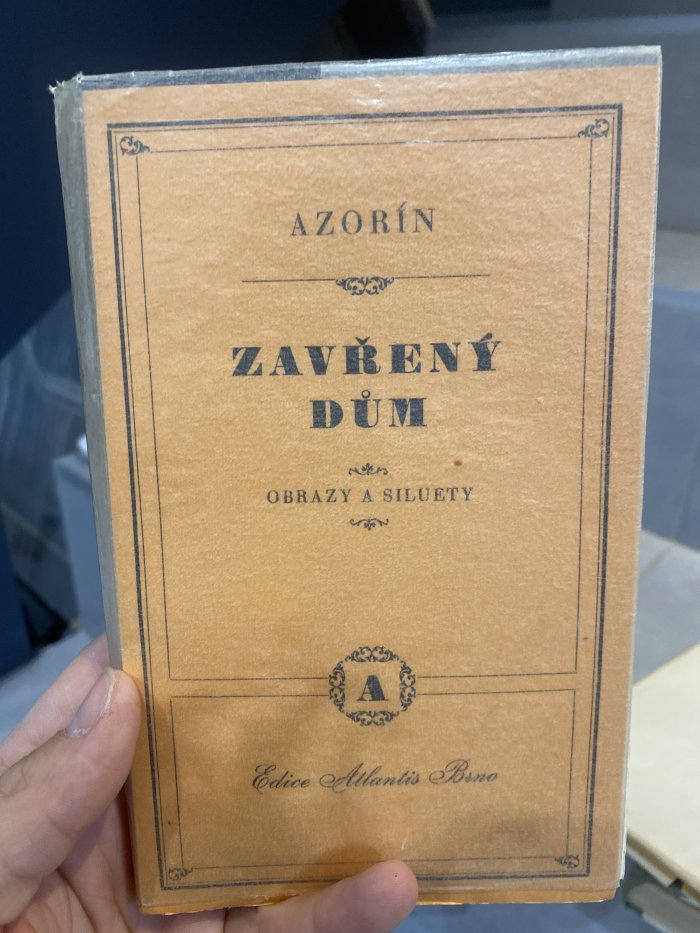 AZORÍN
ZAVŘENÝ
DŮM
OBRAZY A SILUETY
A
Edice Atlantis Brno